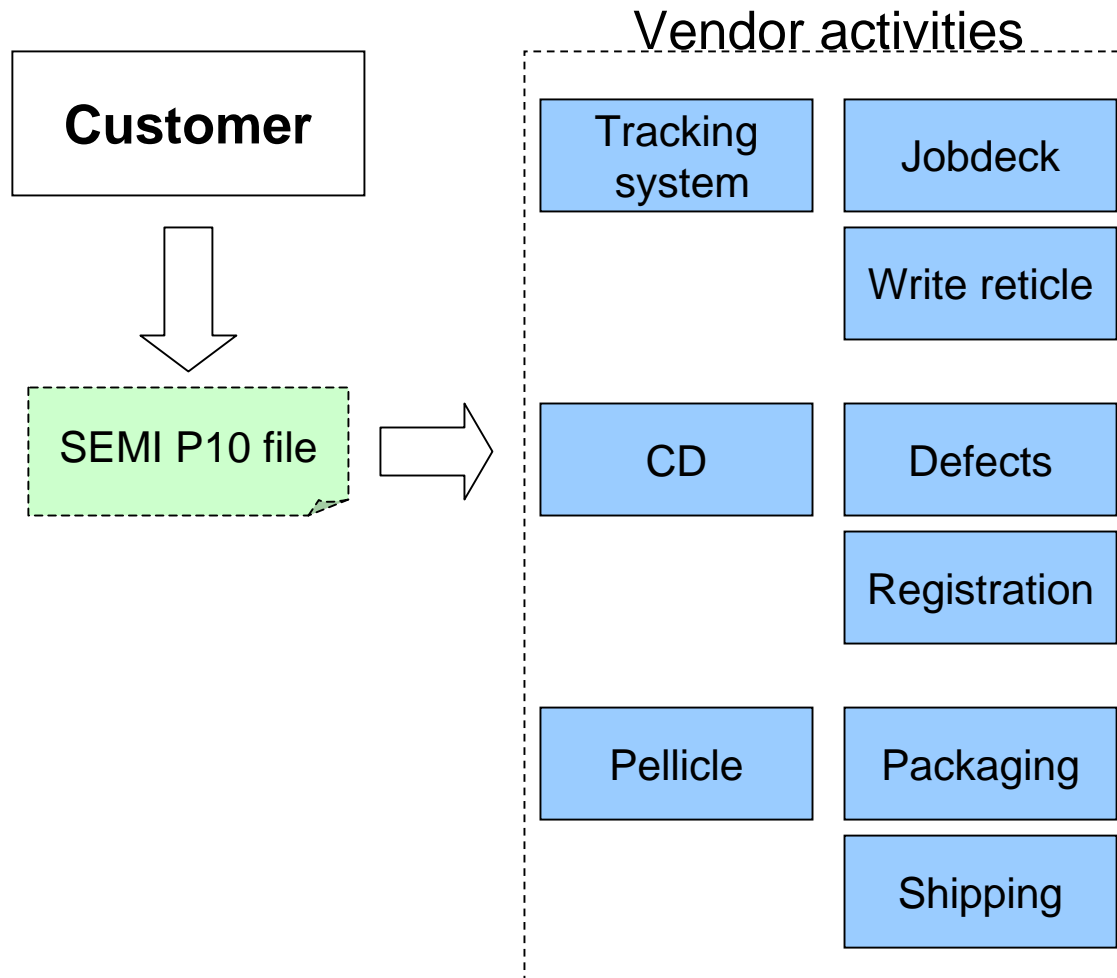 Vendor activities
Customer
Tracking
system
Jobdeck
Write reticle
SEMI P10 file
CD
Defects
Registration
Pellicle
Packaging
Shipping